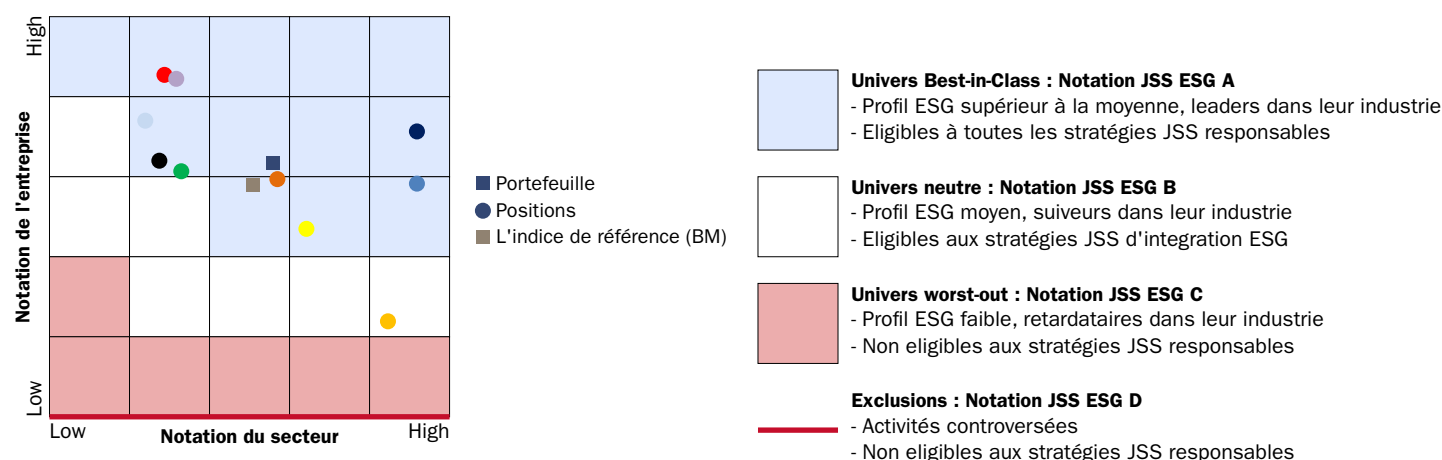 High
Notation de l'entreprise
Low
Low
Notation du secteur
High
Portefeuille
Positions
L'indice de référence (BM)
Univers Best-in-Class : Notation JSS ESG A
- Profil ESG supérieur à la moyenne, leaders dans leur industrie
- Eligibles à toutes les stratégies JSS responsables
Univers neutre : Notation JSS ESG B
- Profil ESG moyen, suiveurs dans leur industrie
- Eligibles aux stratégies JSS d'integration ESG
Univers worst-out : Notation JSS ESG C
- Profil ESG faible, retardataires dans leur industrie
- Non eligibles aux stratégies JSS responsables
Exclusions : Notation JSS ESG D
- Activités controversées
- Non eligibles aux stratégies JSS responsables